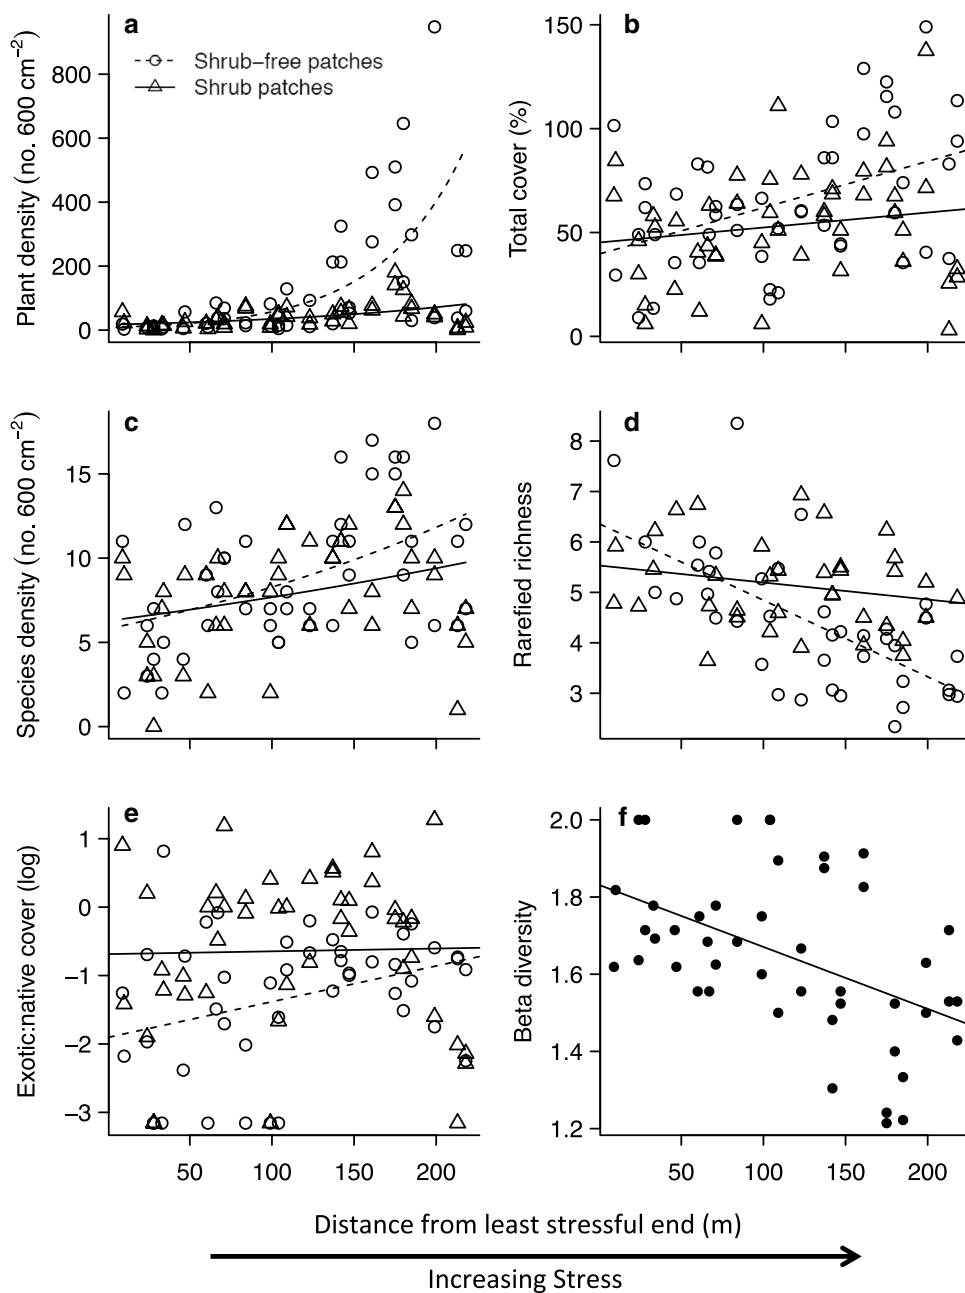 a
Shrub–free patches
Shrub patches
Plant density (no. 600 cm⁻²)
800
600
400
200
0
b
Total cover (%)
150
100
50
0
c
Species density (no. 600 cm⁻²)
15
10
5
0
d
Rarefied richness
8
7
6
5
4
3
e
Exotic:native cover (log)
1
0
−1
−2
−3
50 100 150 200
f
Beta diversity
2.0
1.8
1.6
1.4
1.2
50 100 150 200
Distance from least stressful end (m)
Increasing Stress